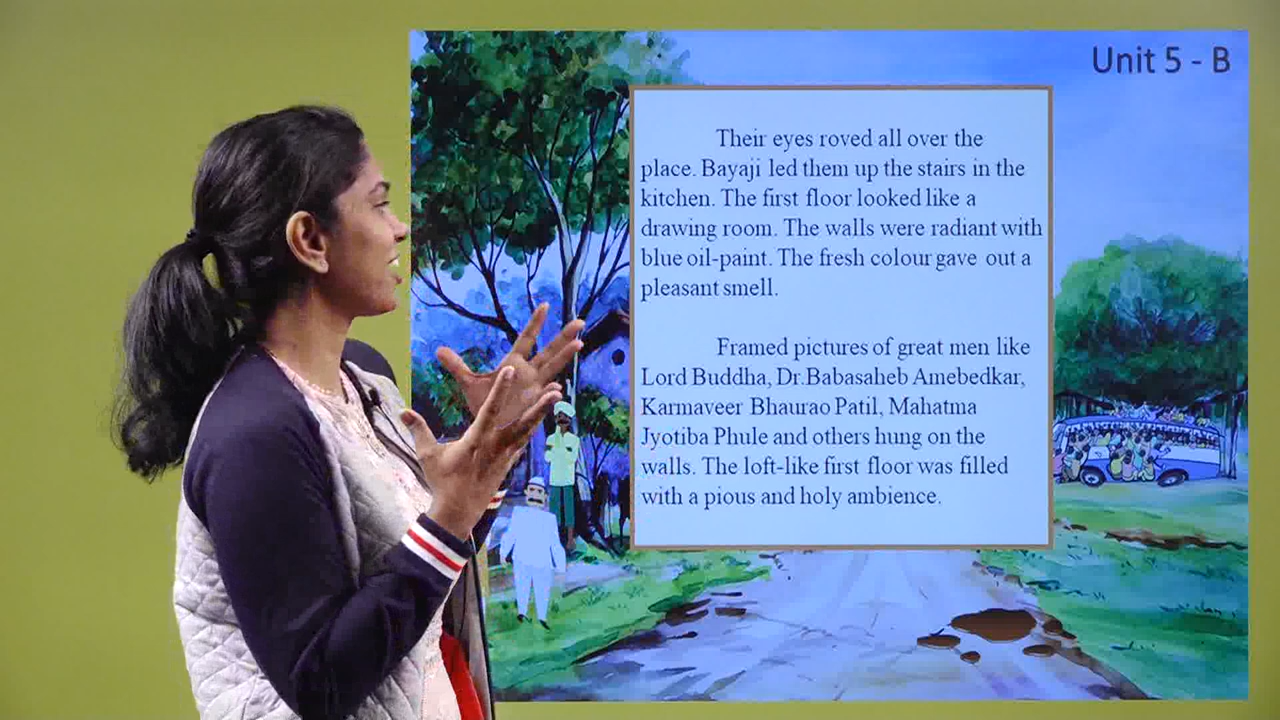 Unit 5 - B
Their eyes roved all over the
place. Bayaji led them up the stairs in the
kitchen. The first floor looked like a
drawing room. The walls were radiant with
blue oil-paint. The fresh colour gave out a
pleasant smell.
Framed pictures of great men like
Lord Buddha, Dr.Babasaheb Amebedkar,
Karmaveer Bhaurao Patil, Mahatma
Jyotiba Phule and others hung on the
walls. The loft-like first floor was filled
with a pious and holy ambience.